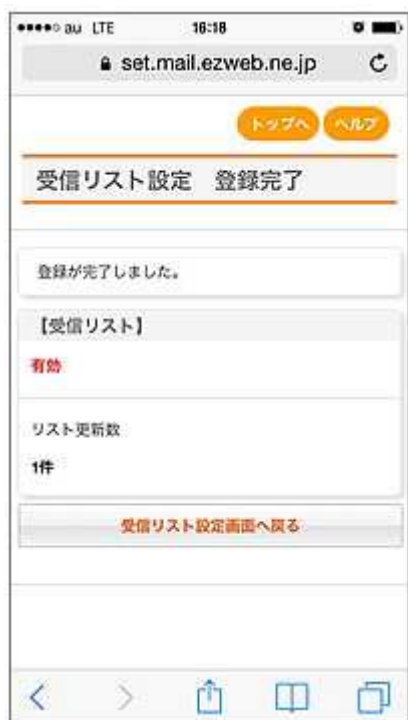 au LTE 16:18
set.mail.ezweb.ne.jp
トップへ ヘルプ
受信リスト設定 登録完了
登録が完了しました。
【受信リスト】
有効
リスト更新数
1件
受信リスト設定画面へ戻る